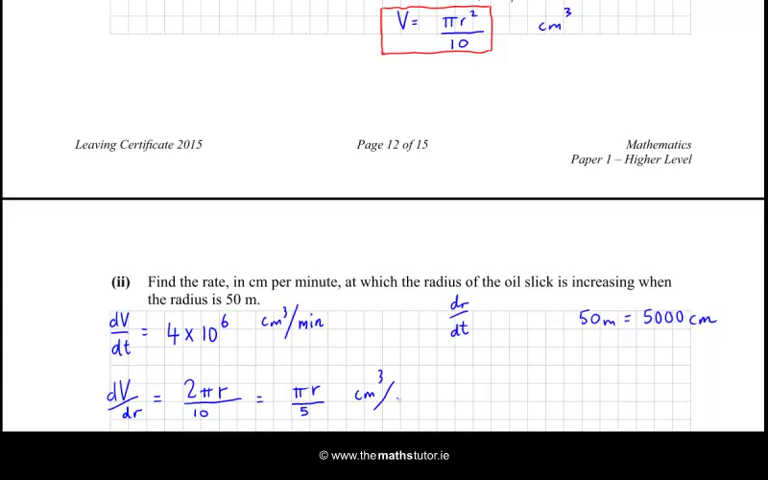 V = πr²/10 cm³
Leaving Certificate 2015 Page 12 of 15 Mathematics
Paper 1 – Higher Level
(ii) Find the rate, in cm per minute, at which the radius of the oil slick is increasing when
the radius is 50 m.
dV/dt = 4 × 10⁶ cm³/min dr/dt 50m = 5000 cm
dV/dr = 2πr/10 = πr/5 cm³/
© www.themathstutor.ie